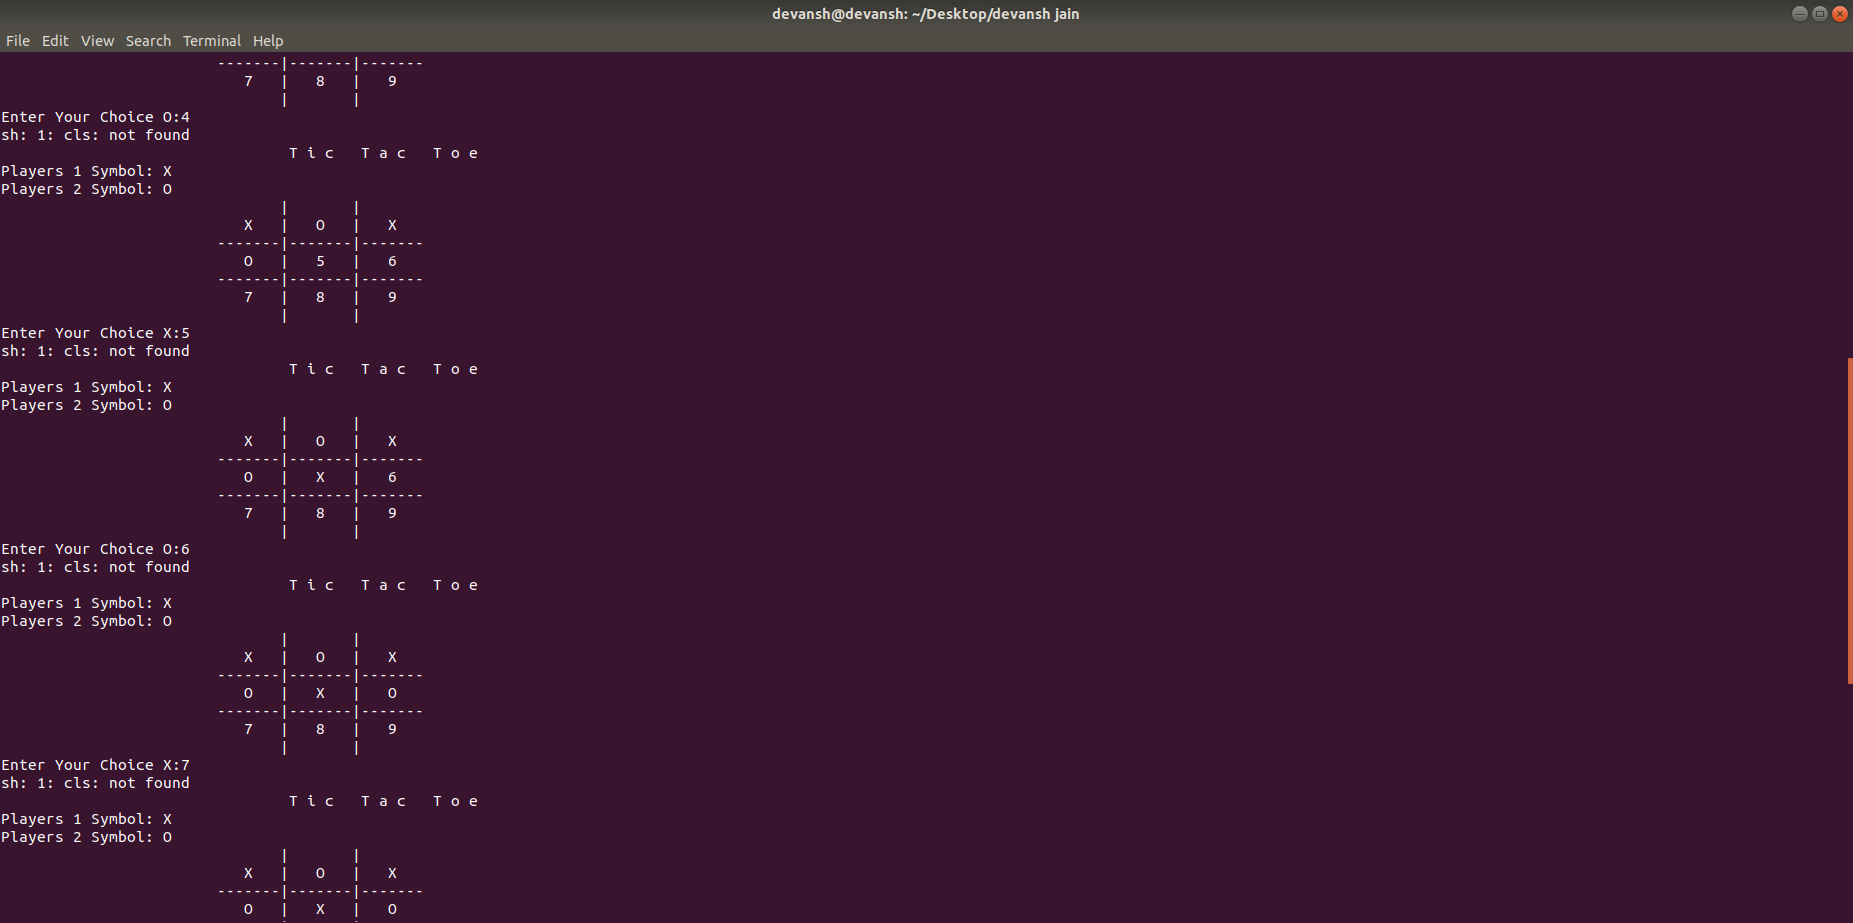 devansh@devansh: ~/Desktop/devansh jain
File Edit View Search Terminal Help
-------|-------|-------
7 | 8 | 9
| |
Enter Your Choice O:4
sh: 1: cls: not found
T i c T a c T o e
Players 1 Symbol: X
Players 2 Symbol: O
| |
X | O | X
-------|-------|-------
O | 5 | 6
-------|-------|-------
7 | 8 | 9
| |
Enter Your Choice X:5
sh: 1: cls: not found
T i c T a c T o e
Players 1 Symbol: X
Players 2 Symbol: O
| |
X | O | X
-------|-------|-------
O | X | 6
-------|-------|-------
7 | 8 | 9
| |
Enter Your Choice O:6
sh: 1: cls: not found
T i c T a c T o e
Players 1 Symbol: X
Players 2 Symbol: O
| |
X | O | X
-------|-------|-------
O | X | O
-------|-------|-------
7 | 8 | 9
| |
Enter Your Choice X:7
sh: 1: cls: not found
T i c T a c T o e
Players 1 Symbol: X
Players 2 Symbol: O
| |
X | O | X
-------|-------|-------
O | X | O